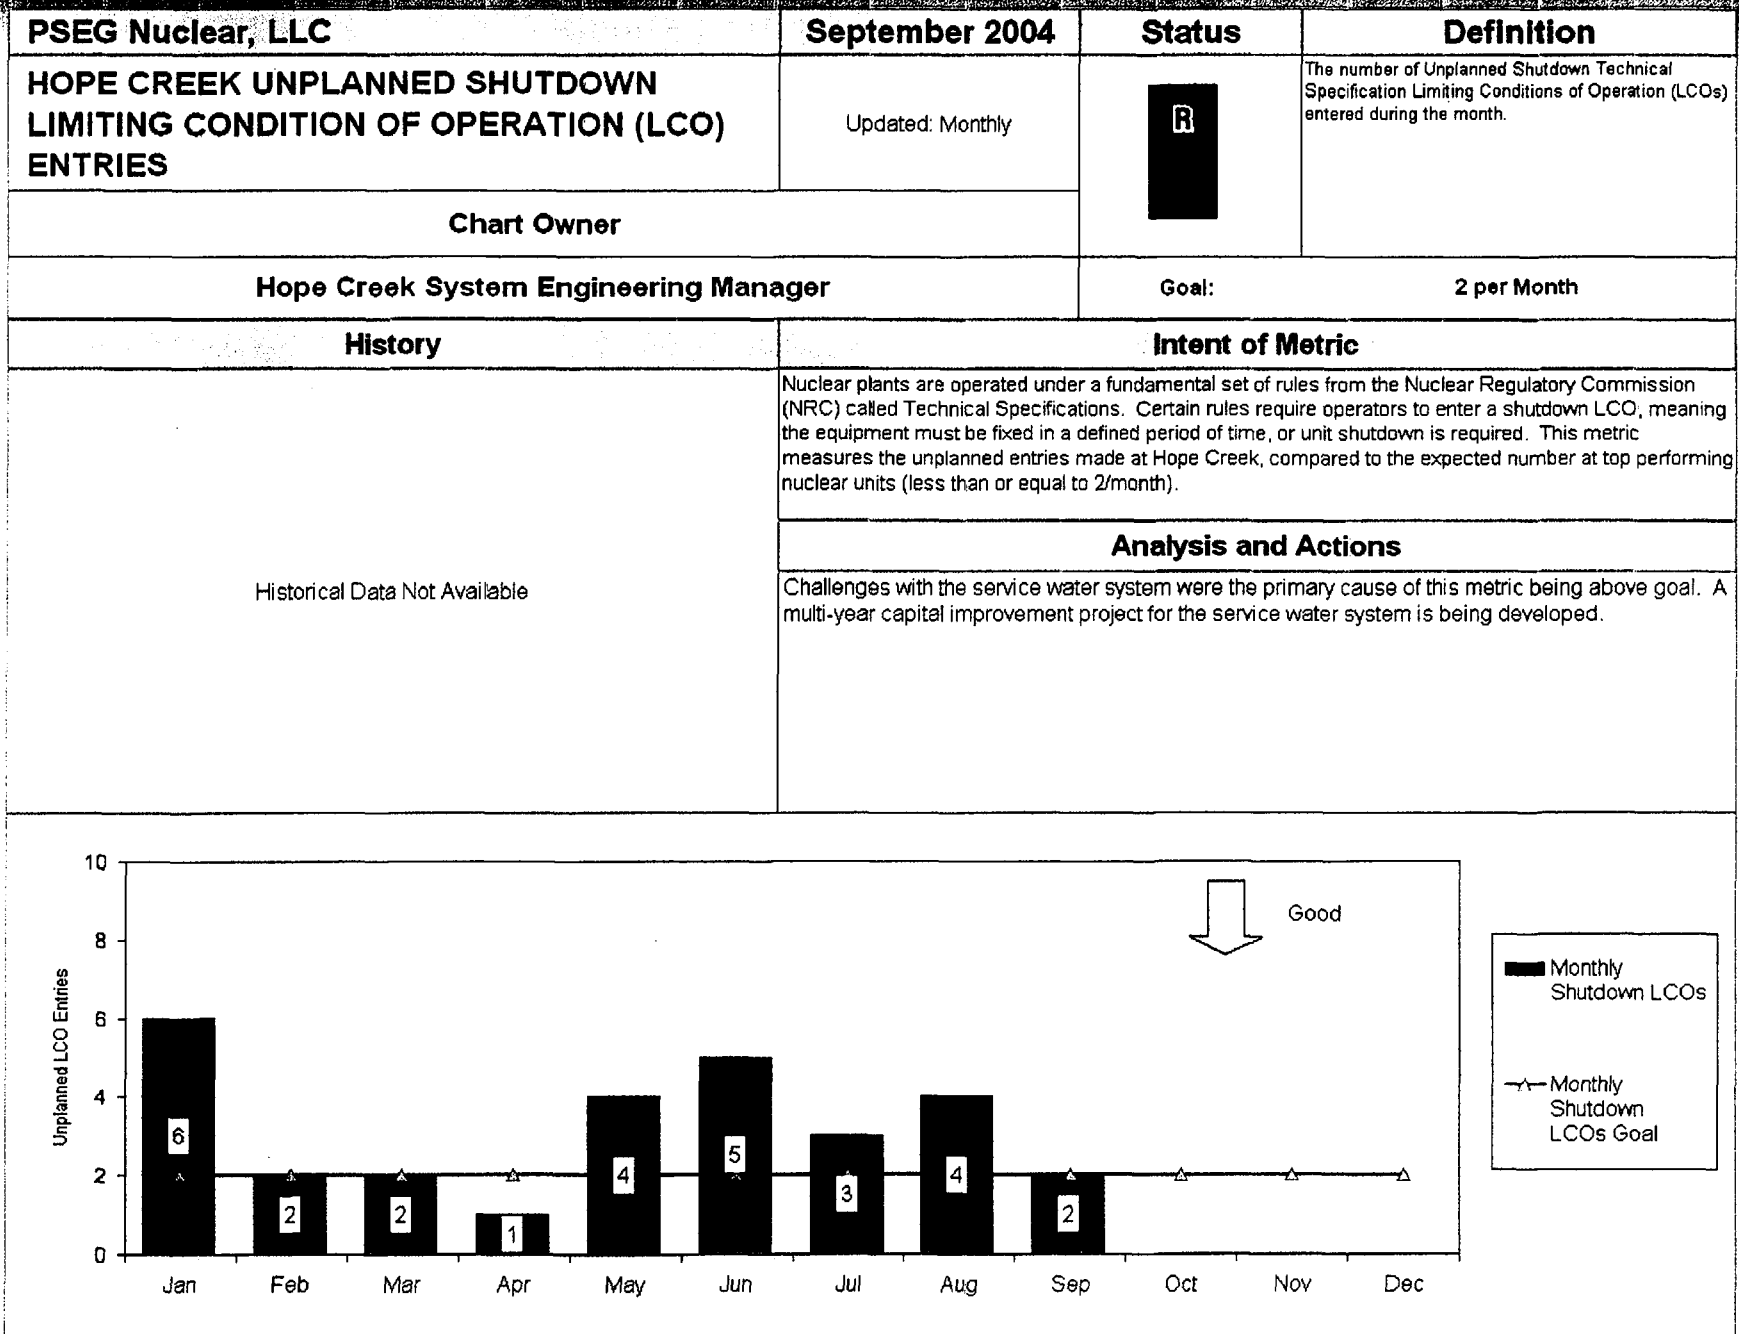 PSEG Nuclear, LLC
September 2004
Status
Definition
HOPE CREEK UNPLANNED SHUTDOWN
LIMITING CONDITION OF OPERATION (LCO)
ENTRIES
Updated: Monthly
R
The number of Unplanned Shutdown Technical
Specification Limiting Conditions of Operation (LCOs)
entered during the month.
Chart Owner
Hope Creek System Engineering Manager
Goal:
2 per Month
History
Intent of Metric
Historical Data Not Available
Nuclear plants are operated under a fundamental set of rules from the Nuclear Regulatory Commission
(NRC) called Technical Specifications. Certain rules require operators to enter a shutdown LCO, meaning
the equipment must be fixed in a defined period of time, or unit shutdown is required. This metric
measures the unplanned entries made at Hope Creek, compared to the expected number at top performing
nuclear units (less than or equal to 2/month).
Analysis and Actions
Challenges with the service water system were the primary cause of this metric being above goal. A
multi-year capital improvement project for the service water system is being developed.
Unplanned LCO Entries
10
8
6
4
2
0
Good
6
2
2
1
4
5
3
4
2
Jan
Feb
Mar
Apr
May
Jun
Jul
Aug
Sep
Oct
Nov
Dec
Monthly
Shutdown LCOs
Monthly
Shutdown
LCOs Goal